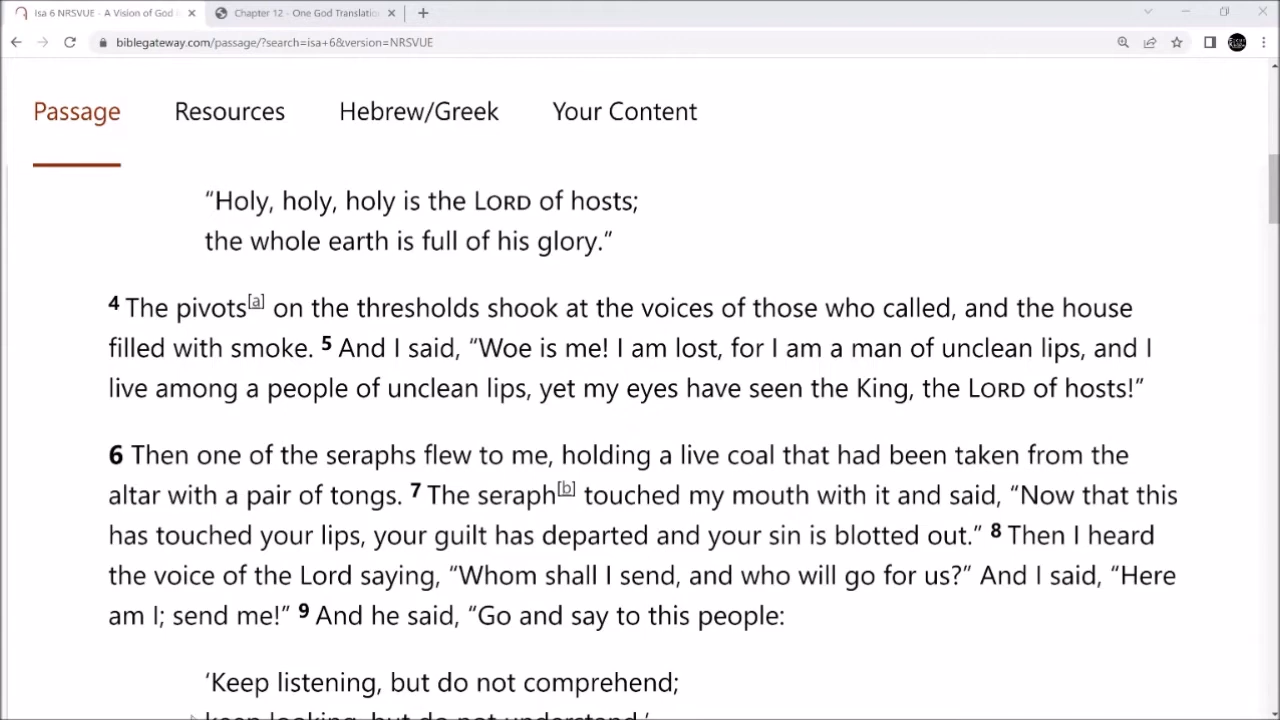 Isa 6 NRSVUE - A Vision of God
Chapter 12 - One God Translatio
biblegateway.com/passage/?search=isa+6&version=NRSVUE
Passage Resources Hebrew/Greek Your Content
“Holy, holy, holy is the LORD of hosts;
the whole earth is full of his glory.”
4 The pivots[a] on the thresholds shook at the voices of those who called, and the house
filled with smoke. 5 And I said, “Woe is me! I am lost, for I am a man of unclean lips, and I
live among a people of unclean lips, yet my eyes have seen the King, the LORD of hosts!”
6 Then one of the seraphs flew to me, holding a live coal that had been taken from the
altar with a pair of tongs. 7 The seraph[b] touched my mouth with it and said, “Now that this
has touched your lips, your guilt has departed and your sin is blotted out.” 8 Then I heard
the voice of the Lord saying, “Whom shall I send, and who will go for us?” And I said, “Here
am I; send me!” 9 And he said, “Go and say to this people:
‘Keep listening, but do not comprehend;
keep looking, but do not understand.’